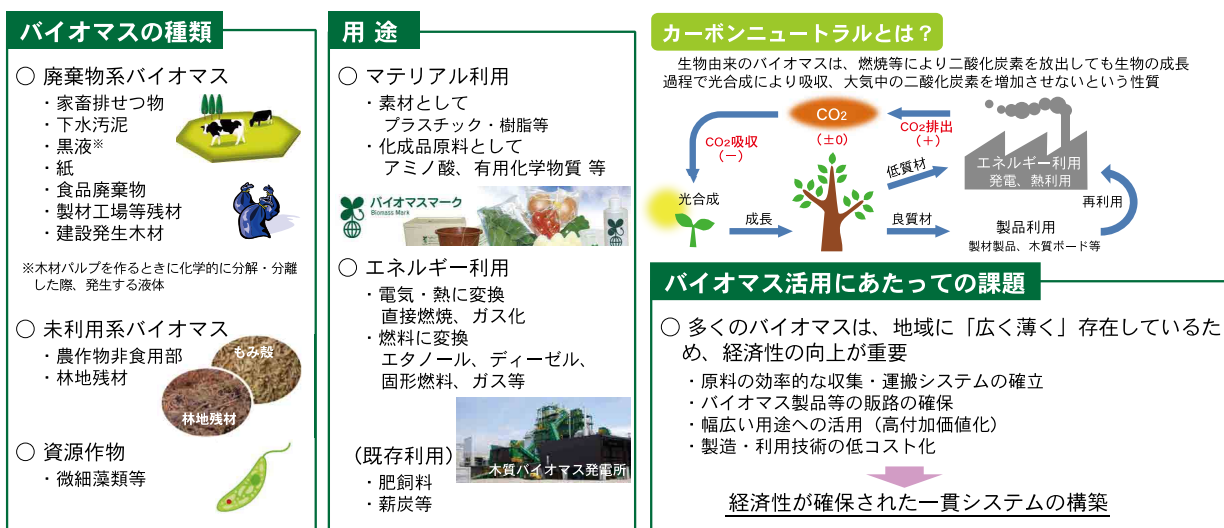 バイオマスの種類
○ 廃棄物系バイオマス
・家畜排せつ物
・下水汚泥
・黒液※
・紙
・食品廃棄物
・製材工場等残材
・建設発生木材
※木材パルプを作るときに化学的に分解・分離
した際、発生する液体
○ 未利用系バイオマス
・農作物非食用部
・林地残材
もみ殻
林地残材
○ 資源作物
・微細藻類等
用 途
○ マテリアル利用
・素材として
プラスチック・樹脂等
・化成品原料として
アミノ酸、有用化学物質 等
バイオマスマーク
Biomass Mark
○ エネルギー利用
・電気・熱に変換
直接燃焼、ガス化
・燃料に変換
エタノール、ディーゼル、
固形燃料、ガス等
木質バイオマス発電所
(既存利用)
・肥飼料
・薪炭等
カーボンニュートラルとは？
生物由来のバイオマスは、燃焼等により二酸化炭素を放出しても生物の成長
過程で光合成により吸収、大気中の二酸化炭素を増加させないという性質
CO2
(±0)
CO2吸収
(－)
CO2排出
(＋)
光合成
成長
低質材
良質材
エネルギー利用
発電、熱利用
再利用
製品利用
製材製品、木質ボード等
バイオマス活用にあたっての課題
○ 多くのバイオマスは、地域に「広く薄く」存在しているた
め、経済性の向上が重要
・原料の効率的な収集・運搬システムの確立
・バイオマス製品等の販路の確保
・幅広い用途への活用（高付加価値化）
・製造・利用技術の低コスト化
経済性が確保された一貫システムの構築